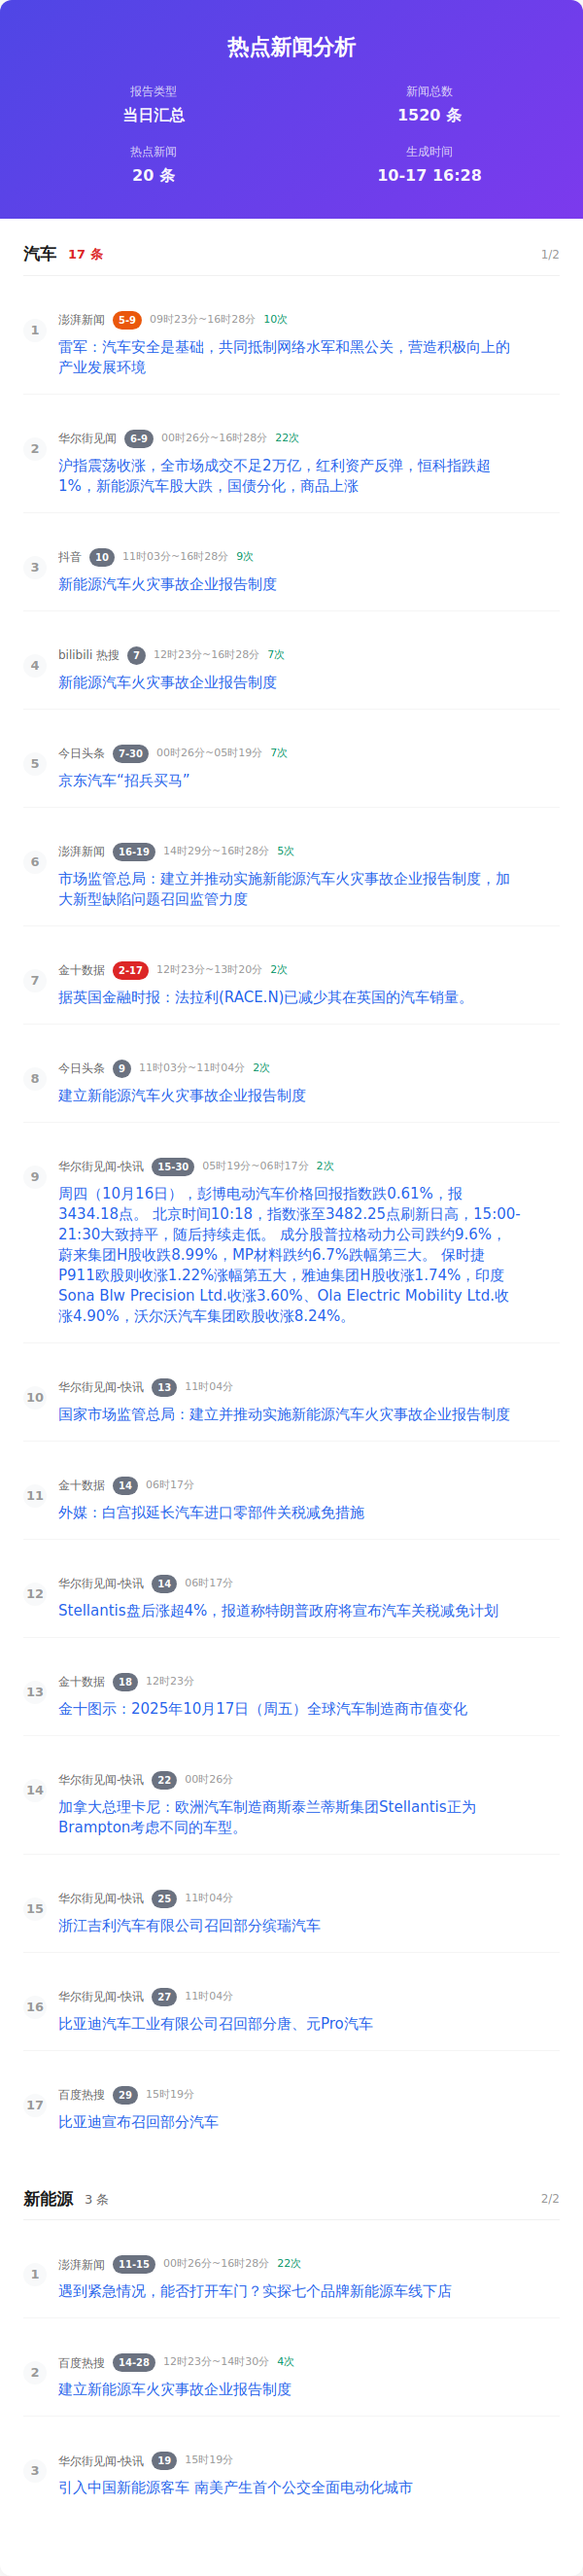 热点新闻分析
报告类型
新闻总数
当日汇总
1520 条
热点新闻
生成时间
20 条
10-17 16:28
汽车 17 条 1/2
1
澎湃新闻 5-9 09时23分~16时28分 10次
雷军：汽车安全是基础，共同抵制网络水军和黑公关，营造积极向上的
产业发展环境
2
华尔街见闻 6-9 00时26分~16时28分 22次
沪指震荡收涨，全市场成交不足2万亿，红利资产反弹，恒科指跌超
1%，新能源汽车股大跌，国债分化，商品上涨
3
抖音 10 11时03分~16时28分 9次
新能源汽车火灾事故企业报告制度
4
bilibili 热搜 7 12时23分~16时28分 7次
新能源汽车火灾事故企业报告制度
5
今日头条 7-30 00时26分~05时19分 7次
京东汽车“招兵买马”
6
澎湃新闻 16-19 14时29分~16时28分 5次
市场监管总局：建立并推动实施新能源汽车火灾事故企业报告制度，加
大新型缺陷问题召回监管力度
7
金十数据 2-17 12时23分~13时20分 2次
据英国金融时报：法拉利(RACE.N)已减少其在英国的汽车销量。
8
今日头条 9 11时03分~11时04分 2次
建立新能源汽车火灾事故企业报告制度
9
华尔街见闻-快讯 15-30 05时19分~06时17分 2次
周四（10月16日），彭博电动汽车价格回报指数跌0.61%，报
3434.18点。 北京时间10:18，指数涨至3482.25点刷新日高，15:00-
21:30大致持平，随后持续走低。 成分股普拉格动力公司跌约9.6%，
蔚来集团H股收跌8.99%，MP材料跌约6.7%跌幅第三大。 保时捷
P911欧股则收涨1.22%涨幅第五大，雅迪集团H股收涨1.74%，印度
Sona Blw Precision Ltd.收涨3.60%、Ola Electric Mobility Ltd.收
涨4.90%，沃尔沃汽车集团欧股收涨8.24%。
10
华尔街见闻-快讯 13 11时04分
国家市场监管总局：建立并推动实施新能源汽车火灾事故企业报告制度
11
金十数据 14 06时17分
外媒：白宫拟延长汽车进口零部件关税减免措施
12
华尔街见闻-快讯 14 06时17分
Stellantis盘后涨超4%，报道称特朗普政府将宣布汽车关税减免计划
13
金十数据 18 12时23分
金十图示：2025年10月17日（周五）全球汽车制造商市值变化
14
华尔街见闻-快讯 22 00时26分
加拿大总理卡尼：欧洲汽车制造商斯泰兰蒂斯集团Stellantis正为
Brampton考虑不同的车型。
15
华尔街见闻-快讯 25 11时04分
浙江吉利汽车有限公司召回部分缤瑞汽车
16
华尔街见闻-快讯 27 11时04分
比亚迪汽车工业有限公司召回部分唐、元Pro汽车
17
百度热搜 29 15时19分
比亚迪宣布召回部分汽车
新能源 3 条 2/2
1
澎湃新闻 11-15 00时26分~16时28分 22次
遇到紧急情况，能否打开车门？实探七个品牌新能源车线下店
2
百度热搜 14-28 12时23分~14时30分 4次
建立新能源车火灾事故企业报告制度
3
华尔街见闻-快讯 19 15时19分
引入中国新能源客车 南美产生首个公交全面电动化城市